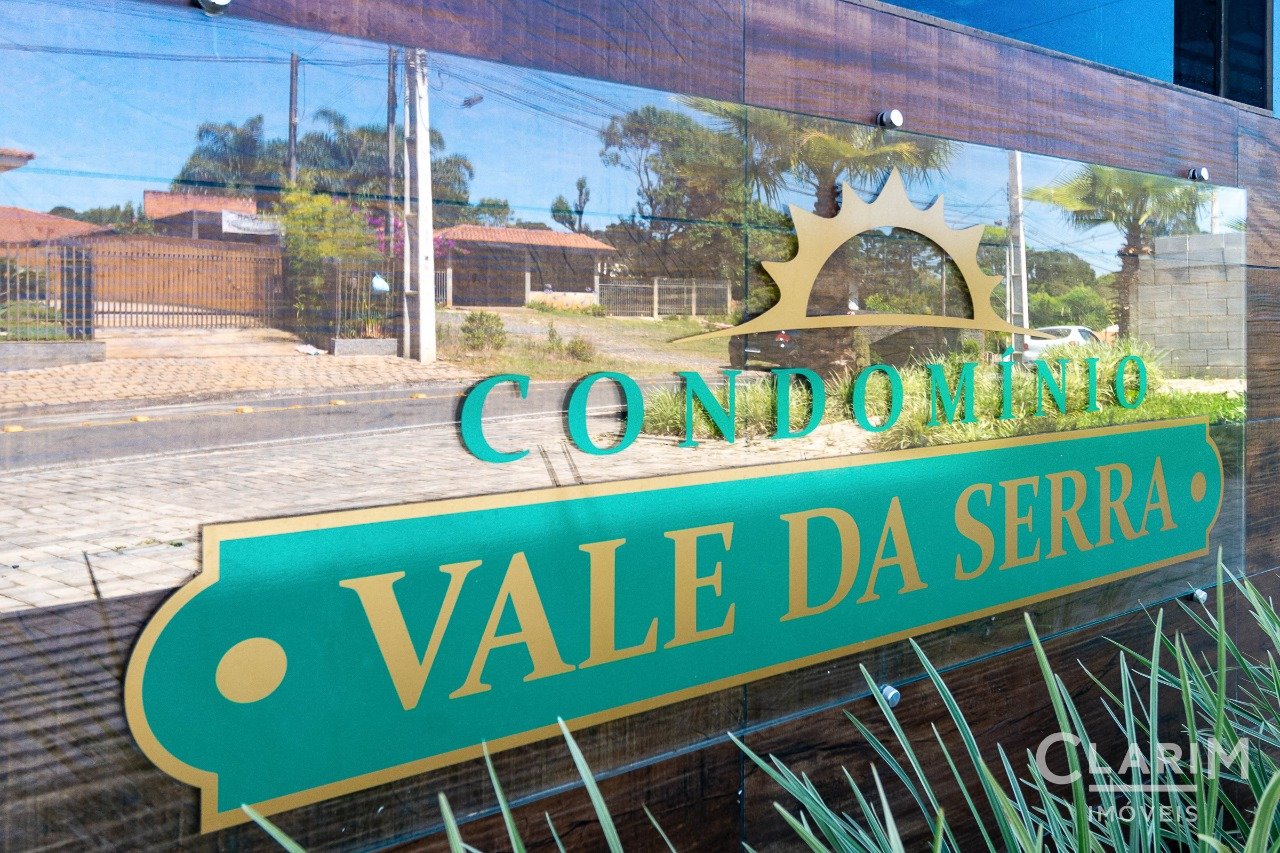 CONDOMÍNIO
VALE DA SERRA
CLARIM
IMÓVEIS